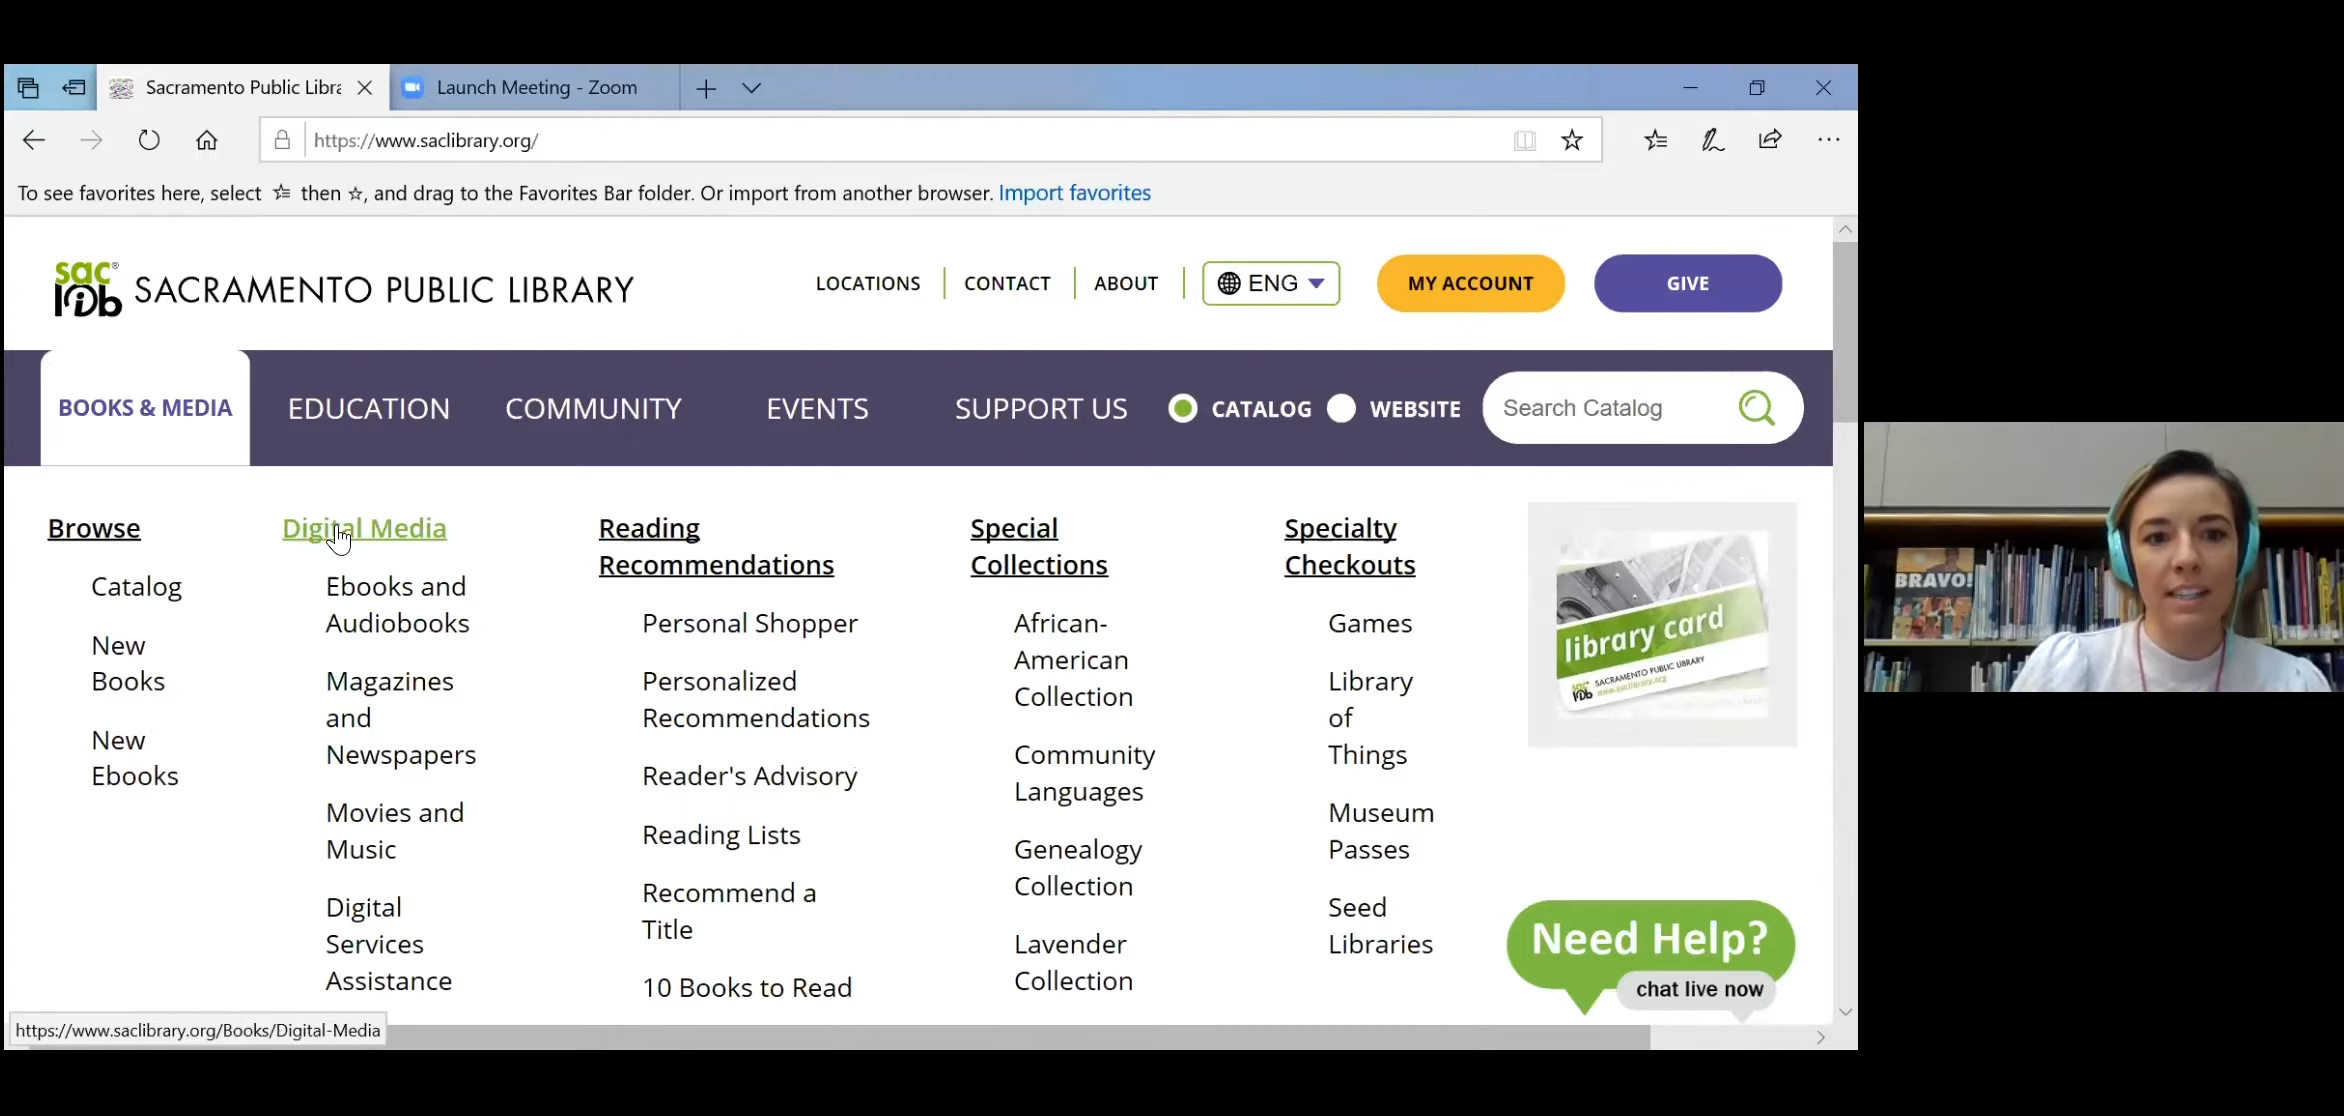 Sacramento Public Libra
Launch Meeting - Zoom
https://www.saclibrary.org/
To see favorites here, select then , and drag to the Favorites Bar folder. Or import from another browser. Import favorites
sac® lib SACRAMENTO PUBLIC LIBRARY
LOCATIONS
CONTACT
ABOUT
ENG
MY ACCOUNT
GIVE
BOOKS & MEDIA
EDUCATION
COMMUNITY
EVENTS
SUPPORT US
CATALOG
WEBSITE
Search Catalog
Browse
Catalog
New
Books
New
Ebooks
Digital Media
Ebooks and
Audiobooks
Magazines
and
Newspapers
Movies and
Music
Digital
Services
Assistance
Reading
Recommendations
Personal Shopper
Personalized
Recommendations
Reader's Advisory
Reading Lists
Recommend a
Title
10 Books to Read
Special
Collections
African-
American
Collection
Community
Languages
Genealogy
Collection
Lavender
Collection
Specialty
Checkouts
Games
Library
of
Things
Museum
Passes
Seed
Libraries
library card
sac lib SACRAMENTO PUBLIC LIBRARY
www.saclibrary.org
Need Help?
chat live now
https://www.saclibrary.org/Books/Digital-Media
BRAVO!